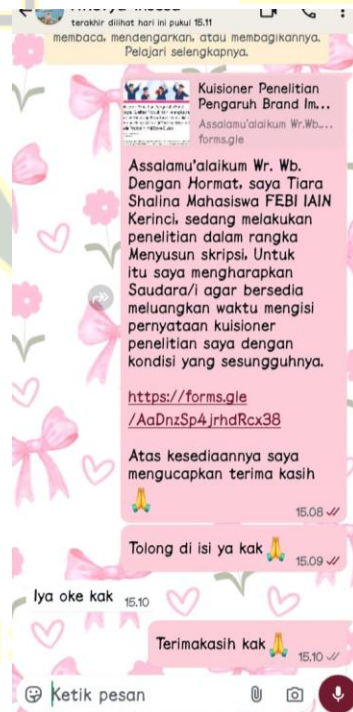 terakhir dilihat hari ini pukul 15.11
membaca, mendengarkan, atau membagikannya.
Pelajari selengkapnya.
Kuisioner Penelitian
Pengaruh Brand Im...
Assalamu'alaikum Wr.Wb....
forms.gle
Assalamu'alaikum Wr. Wb.
Dengan Hormat, saya Tiara
Shalina Mahasiswa FEBI IAIN
Kerinci, sedang melakukan
penelitian dalam rangka
Menyusun skripsi, Untuk
itu saya mengharapkan
Saudara/i agar bersedia
meluangkan waktu mengisi
pernyataan kuisioner
penelitian saya dengan
kondisi yang sesungguhnya.
https://forms.gle
/AaDnzSp4jrhdRcx38
Atas kesediaannya saya
mengucapkan terima kasih
🙏
15.08
Tolong di isi ya kak 🙏
15.09
Iya oke kak 15.10
Terimakasih kak 🙏
15.10
Ketik pesan